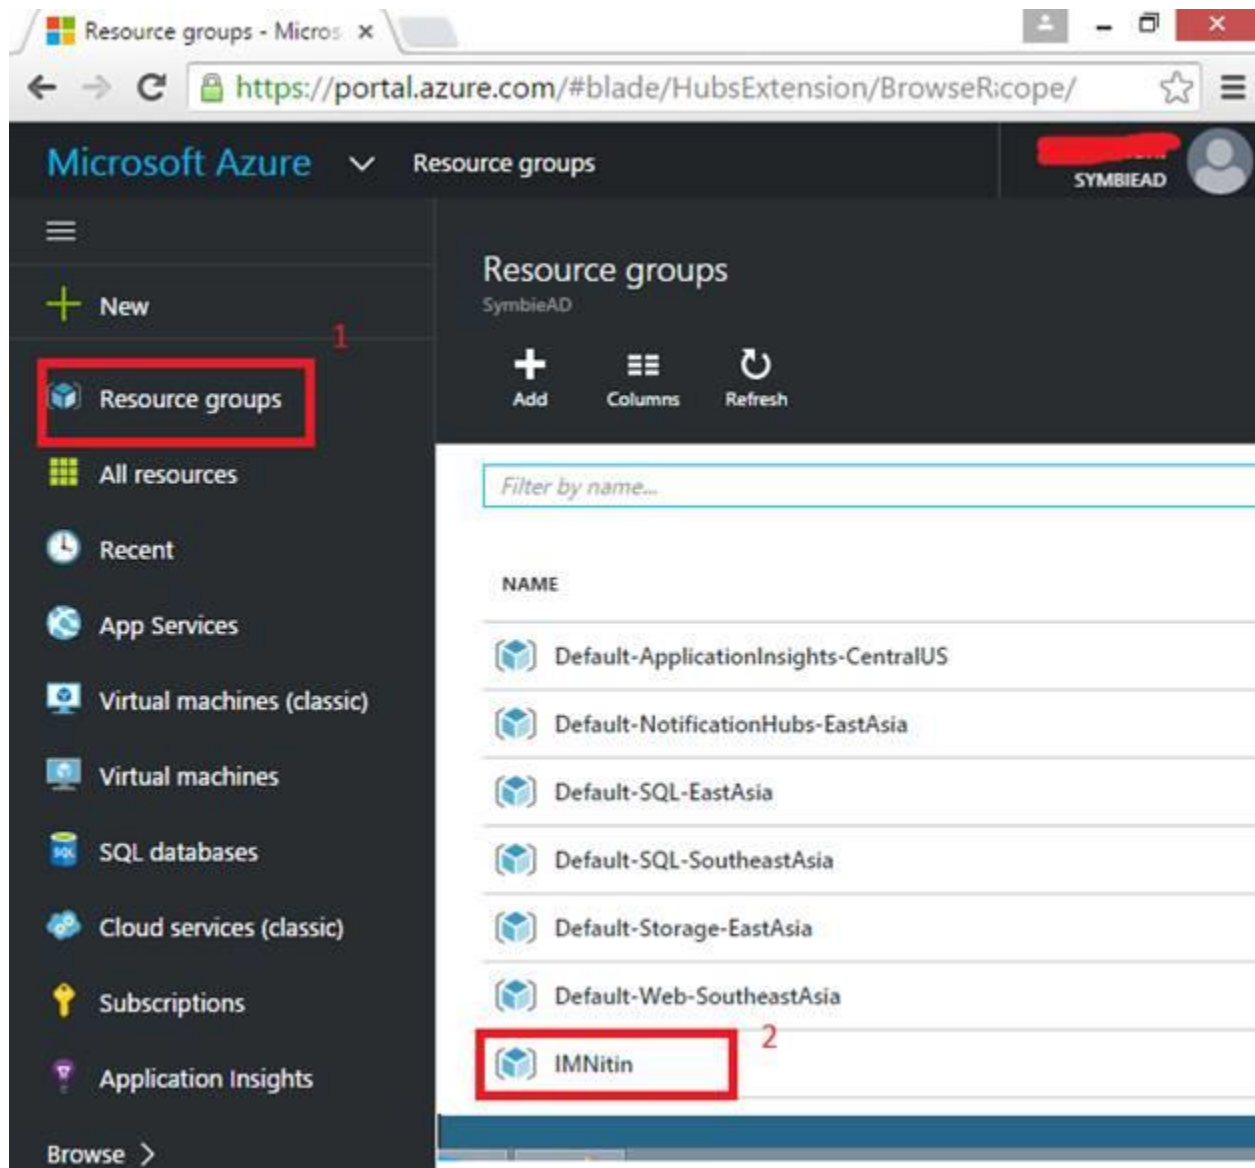 Resource groups - Micros
https://portal.azure.com/#blade/HubsExtension/BrowseRcope/
Microsoft Azure Resource groups
SYMBIEAD
New
1
Resource groups
All resources
Recent
App Services
Virtual machines (classic)
Virtual machines
SQL databases
Cloud services (classic)
Subscriptions
Application Insights
Browse >
Resource groups
SymbieAD
Add Columns Refresh
Filter by name...
NAME
Default-ApplicationInsights-CentralUS
Default-NotificationHubs-EastAsia
Default-SQL-EastAsia
Default-SQL-SoutheastAsia
Default-Storage-EastAsia
Default-Web-SoutheastAsia
2
IMNitin